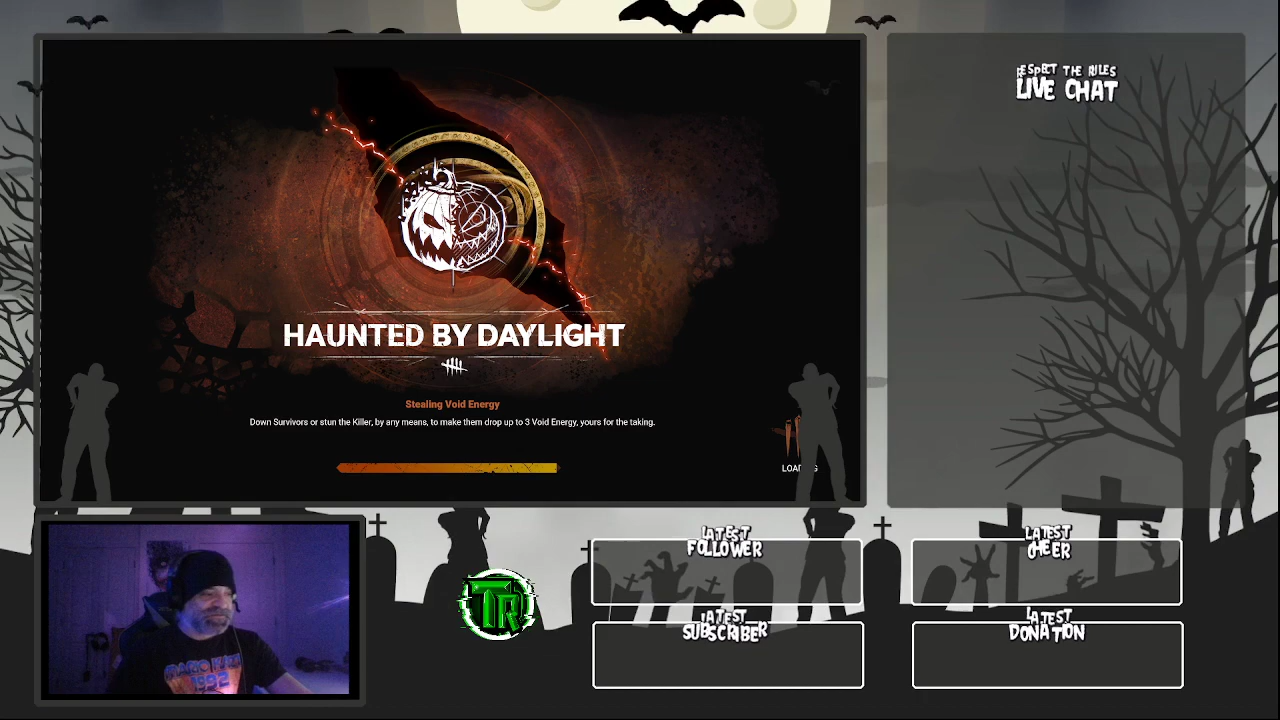 RESPECT THE RULES
LIVE CHAT
HAUNTED BY DAYLIGHT
Stealing Void Energy
Down Survivors or stun the Killer, by any means, to make them drop up to 3 Void Energy, yours for the taking.
LATEST
FOLLOWER
LATEST
CHEER
TR
LATEST
SUBSCRIBER
LATEST
DONATION
1992